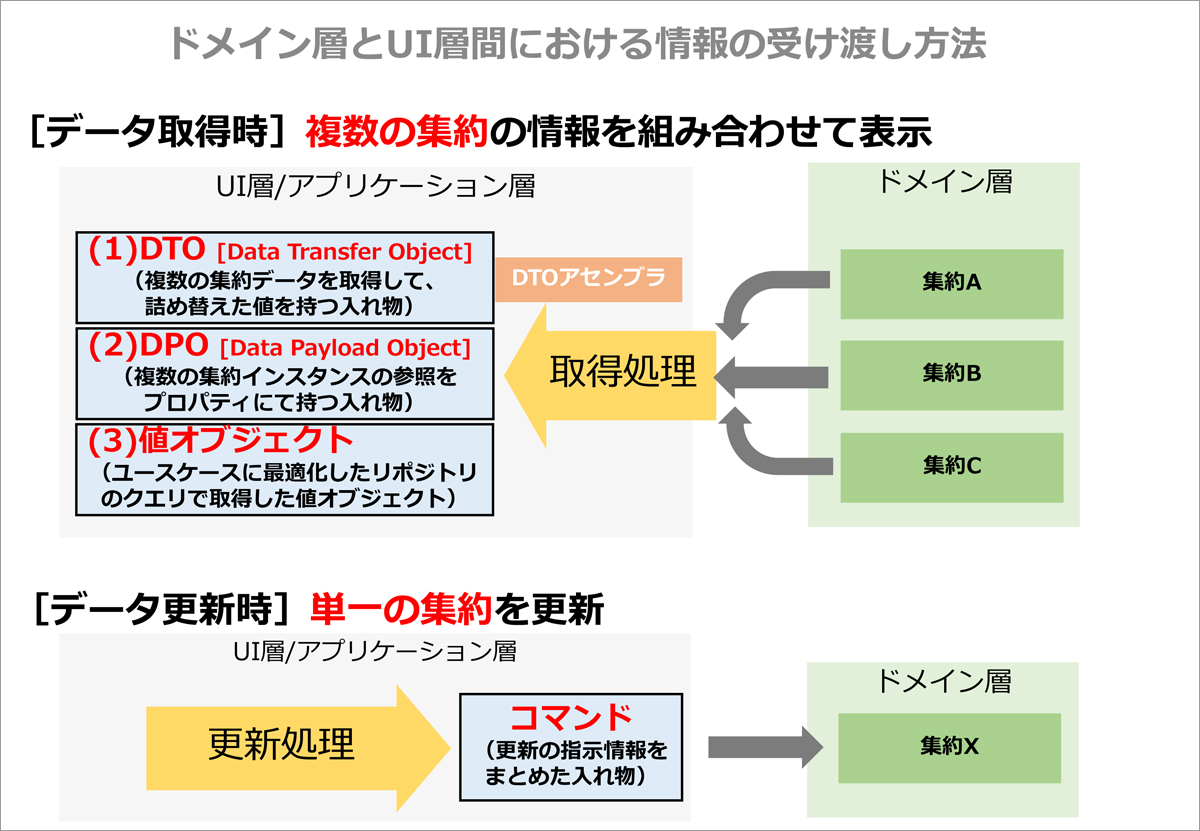 ドメイン層とUI層間における情報の受け渡し方法
［データ取得時］複数の集約の情報を組み合わせて表示
UI層/アプリケーション層
(1)DTO [Data Transfer Object]
（複数の集約データを取得して、
詰め替えた値を持つ入れ物）
(2)DPO [Data Payload Object]
（複数の集約インスタンスの参照を
プロパティにて持つ入れ物）
(3)値オブジェクト
（ユースケースに最適化したリポジトリ
のクエリで取得した値オブジェクト）
DTOアセンブラ
取得処理
ドメイン層
集約A
集約B
集約C
［データ更新時］単一の集約を更新
UI層/アプリケーション層
更新処理
コマンド
（更新の指示情報を
まとめた入れ物）
ドメイン層
集約X